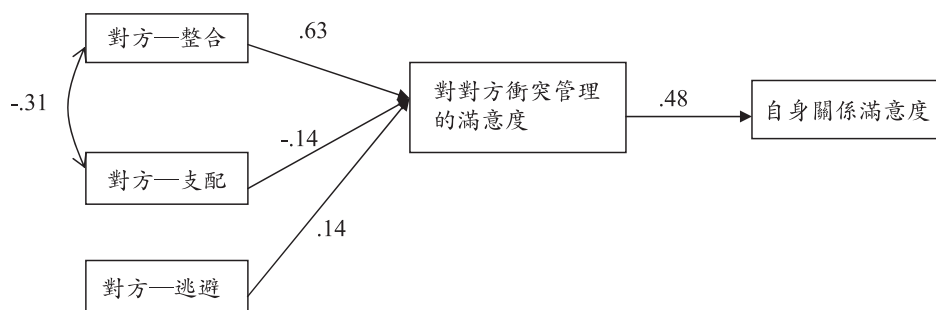 對方—整合
.63
-.31
對對方衝突管理
的滿意度
.48
自身關係滿意度
-.14
對方—支配
.14
對方—逃避